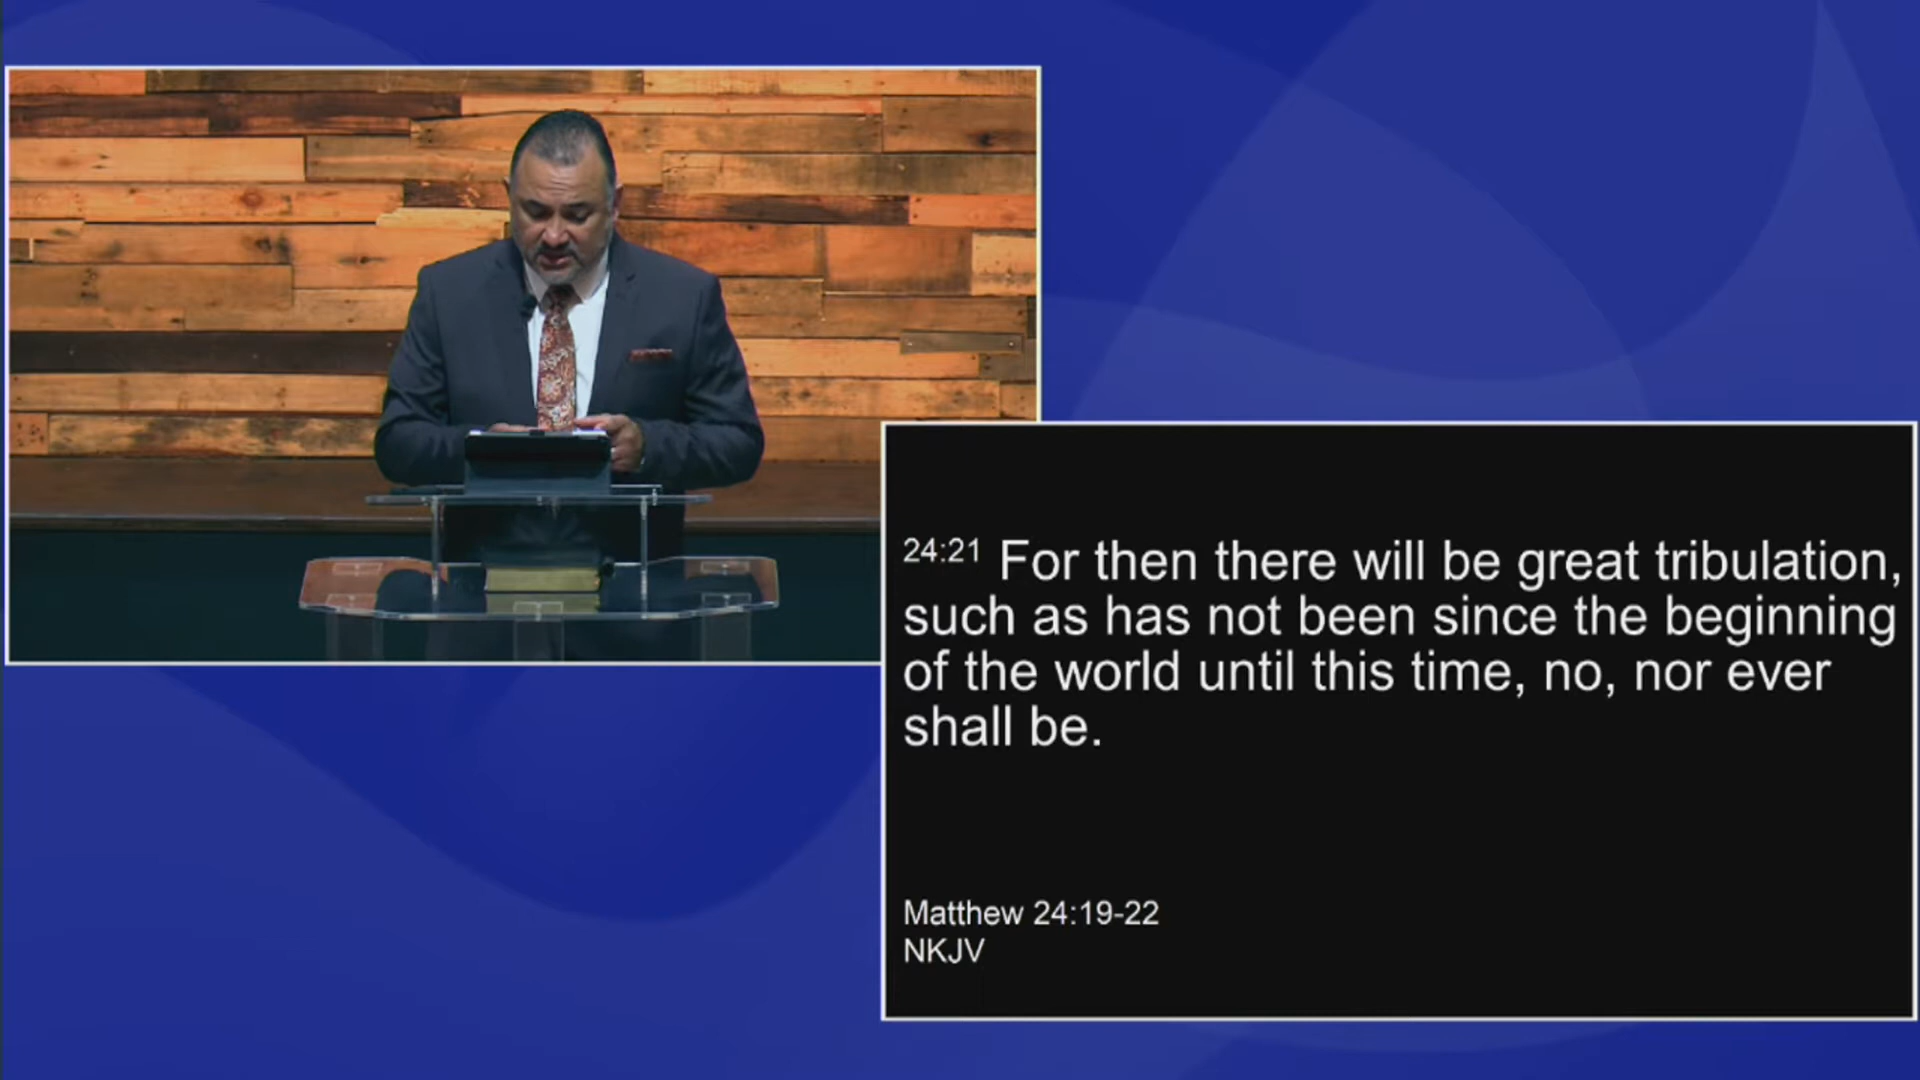 24:21 For then there will be great tribulation,
such as has not been since the beginning
of the world until this time, no, nor ever
shall be.
Matthew 24:19-22
NKJV